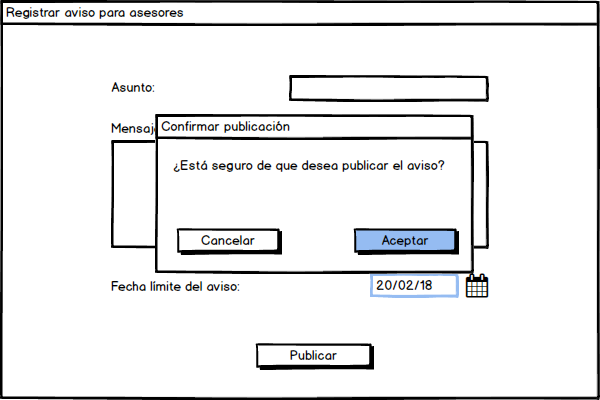 Registrar aviso para asesores
Asunto:
Mensaj
Confirmar publicación
¿Está seguro de que desea publicar el aviso?
Cancelar
Aceptar
Fecha límite del aviso:
20/02/18
Publicar